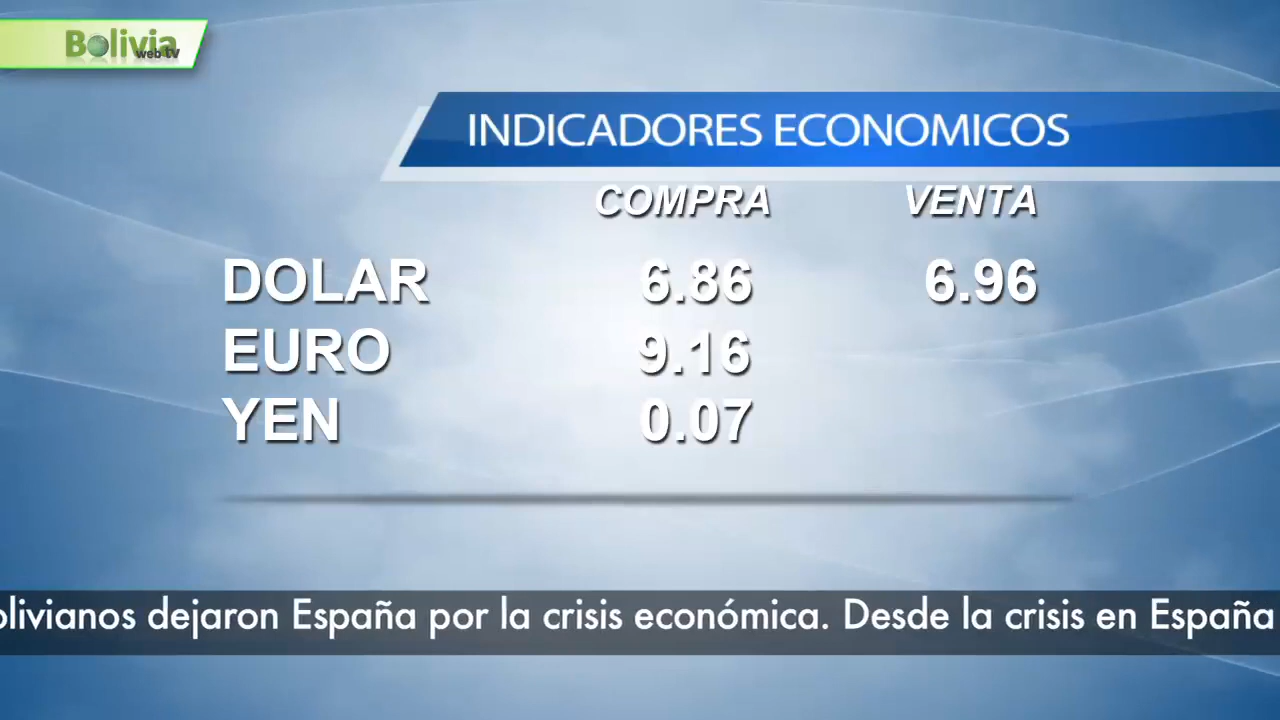 Bolivia
web tv
INDICADORES ECONOMICOS
COMPRA VENTA
DOLAR 6.86 6.96
EURO 9.16
YEN 0.07
olivianos dejaron España por la crisis económica. Desde la crisis en España